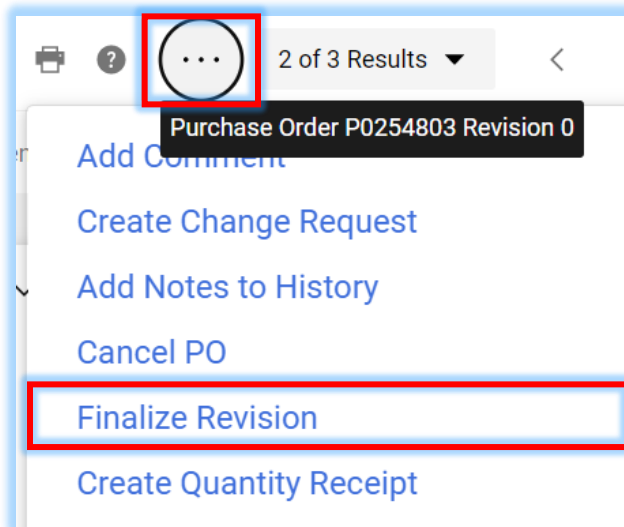 ? ... 2 of 3 Results
Purchase Order P0254803 Revision 0
Add Comment
Create Change Request
Add Notes to History
Cancel PO
Finalize Revision
Create Quantity Receipt